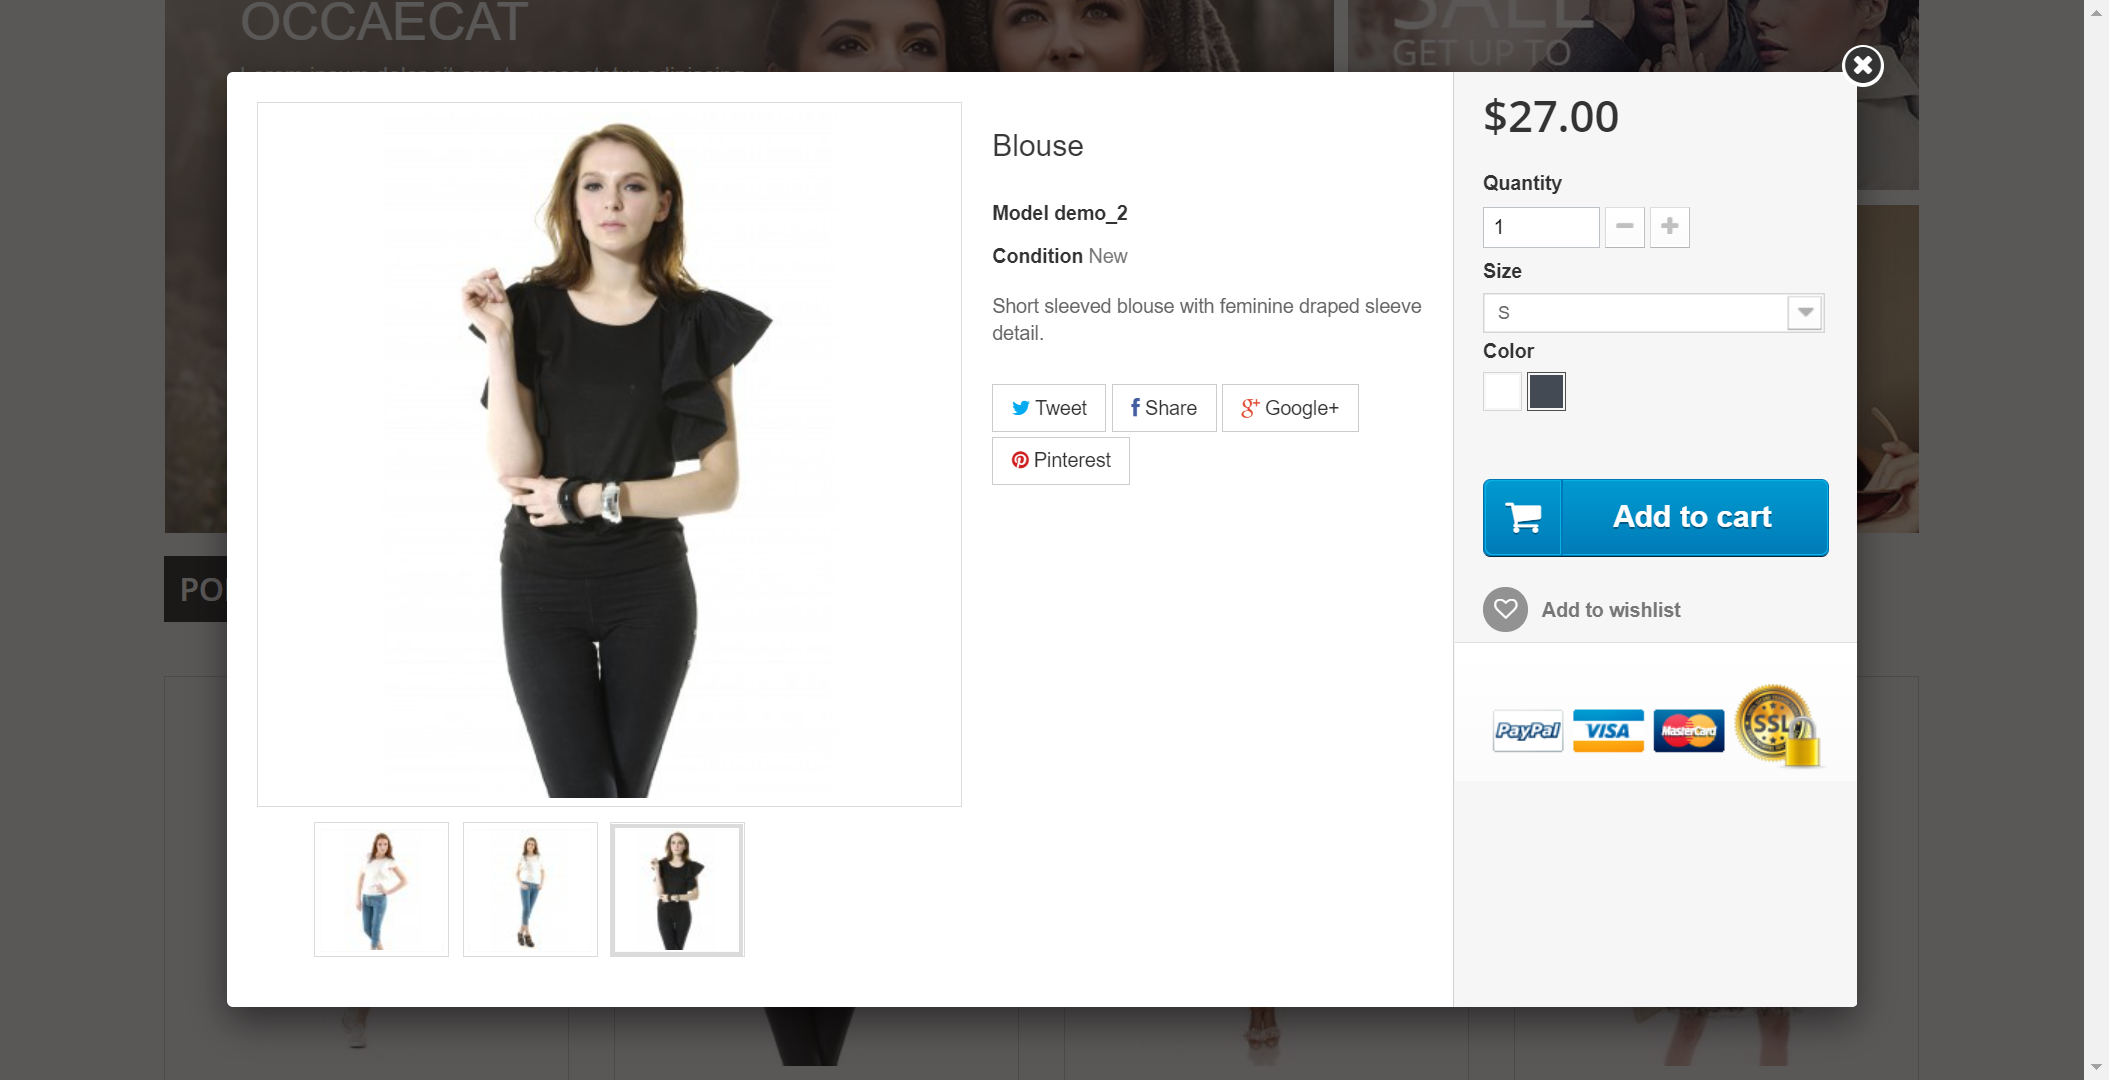 OCCAECAT
SALE
GET UP TO
Blouse
Model demo_2
Condition New
Short sleeved blouse with feminine draped sleeve
detail.
Tweet
Share
Google+
Pinterest
$27.00
Quantity
1
Size
S
Color
Add to cart
Add to wishlist
PayPal
VISA
MasterCard
SSL